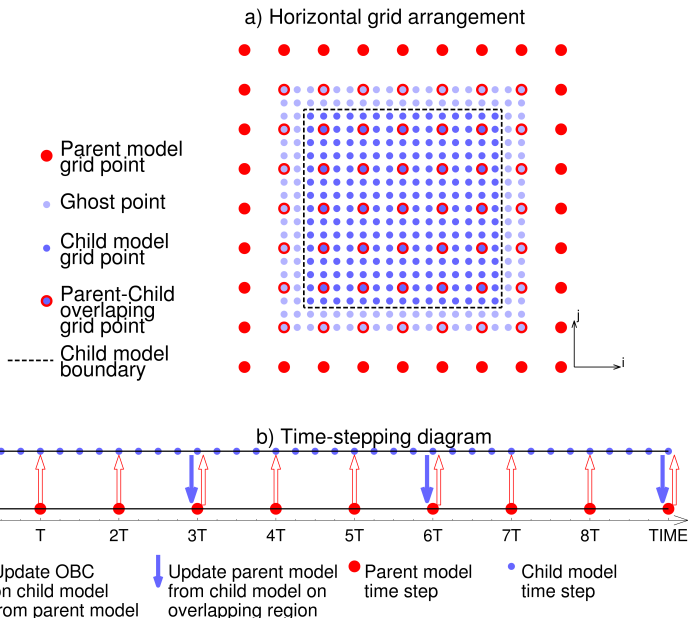 a) Horizontal grid arrangement
Parent model
grid point
Ghost point
Child model
grid point
Parent-Child
overlaping
grid point
Child model
boundary
j
i
b) Time-stepping diagram
T 2T 3T 4T 5T 6T 7T 8T TIME
Update OBC
on child model
from parent model
Update parent model
from child model on
overlapping region
Parent model
time step
Child model
time step